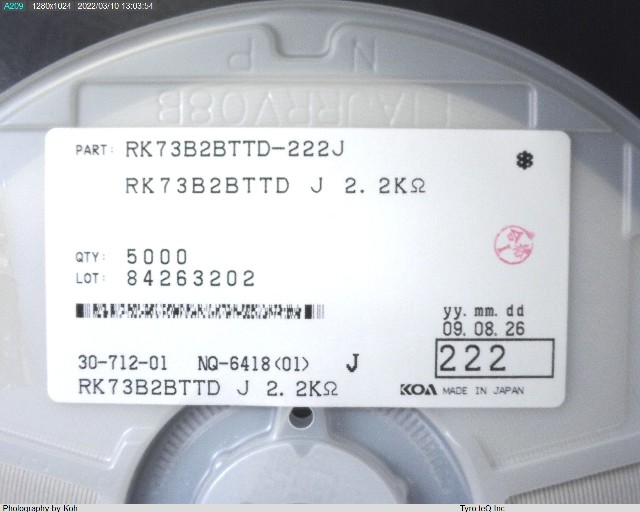 A209 1280x1024 2022/03/10 13:03:54
PART: RK73B2BTTD-222J
RK73B2BTTD J 2.2KΩ
QTY: 5000
LOT: 84263202
yy.mm.dd
09.08.26
222
30-712-01 NQ-6418(01) J
RK73B2BTTD J 2.2KΩ
KOA MADE IN JAPAN
Photography by Koh
TyroteQ Inc